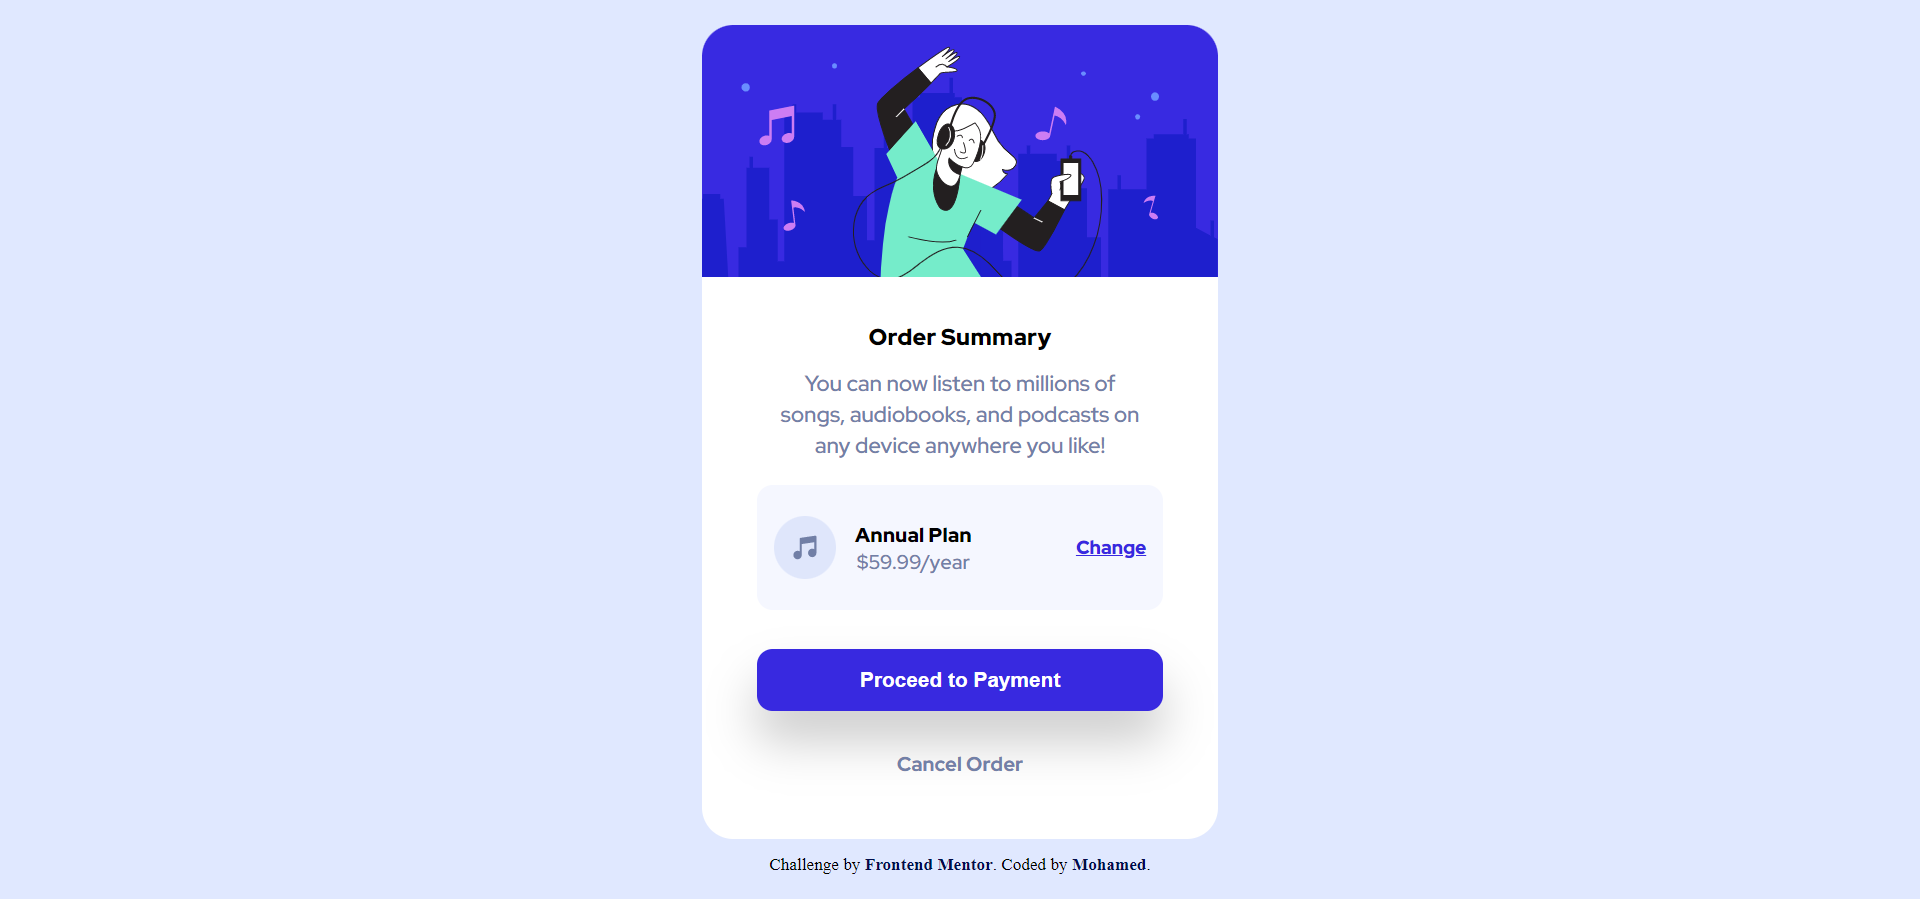 Order Summary
You can now listen to millions of
songs, audiobooks, and podcasts on
any device anywhere you like!
Annual Plan
$59.99/year
Change
Proceed to Payment
Cancel Order
Challenge by Frontend Mentor. Coded by Mohamed.